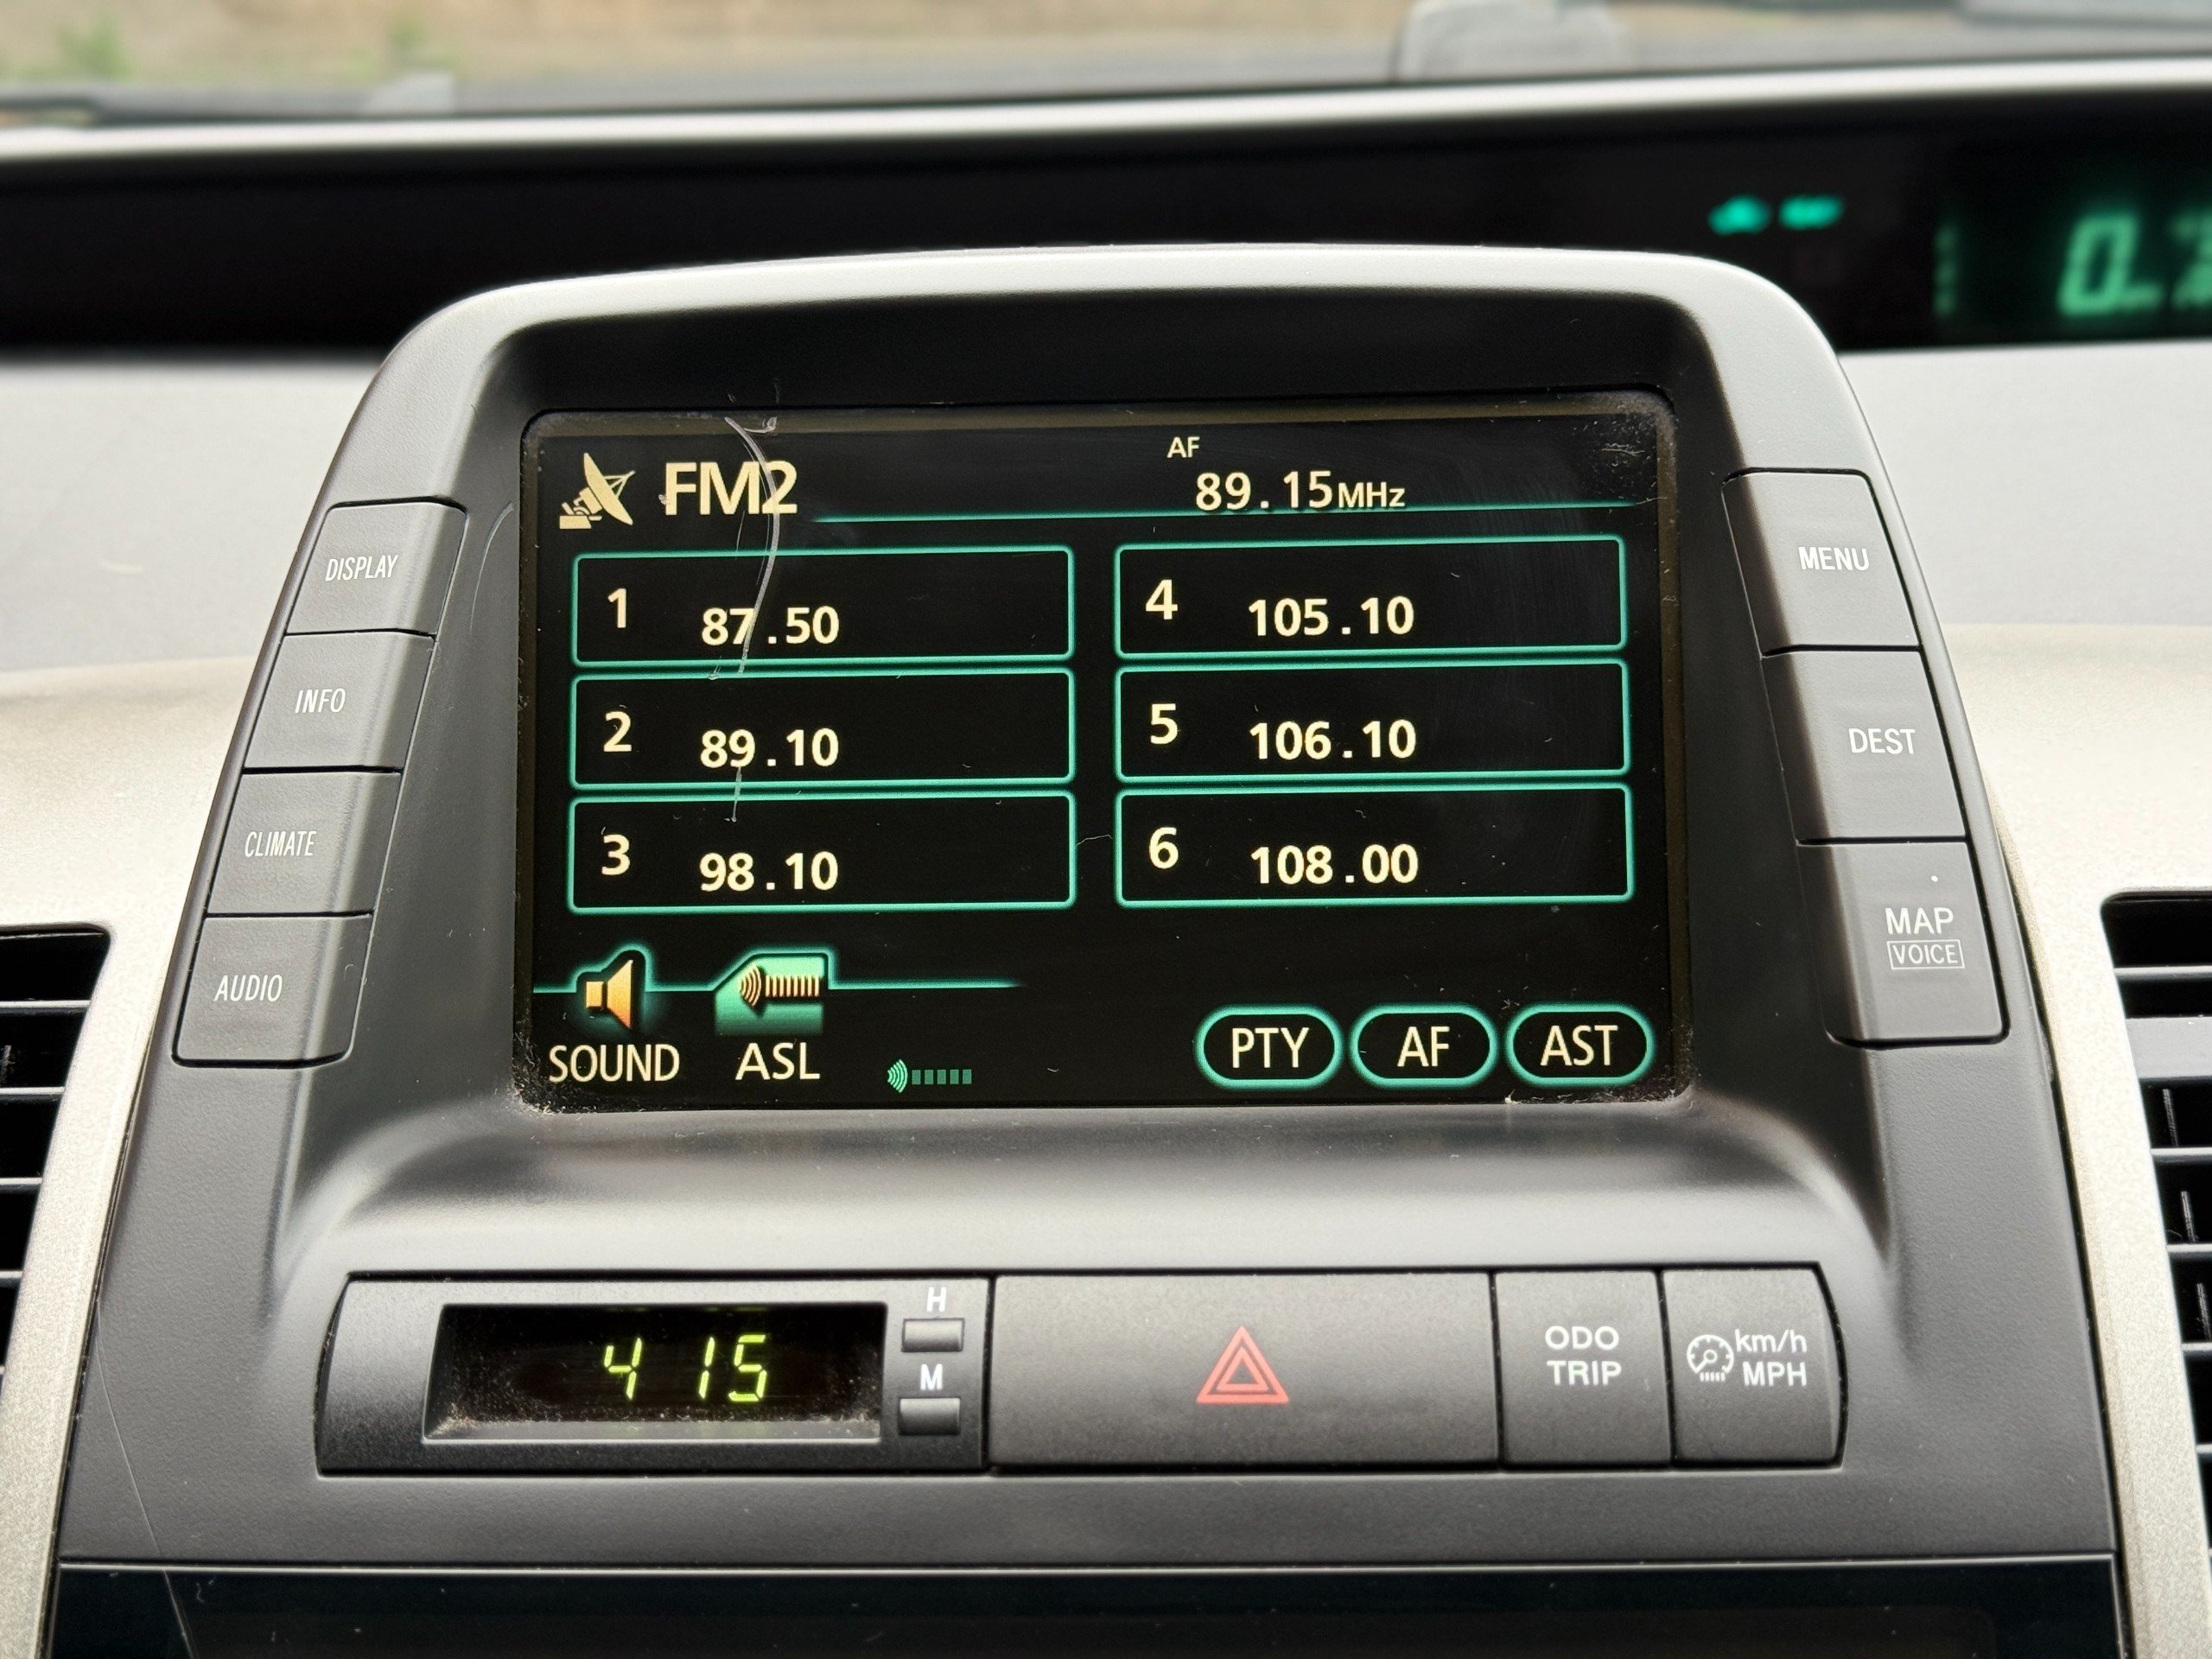 AF
FM2
89.15MHz
1 87.50
4 105.10
2 89.10
5 106.10
3 98.10
6 108.00
SOUND
ASL
PTY
AF
AST
DISPLAY
INFO
CLIMATE
AUDIO
MENU
DEST
MAP
VOICE
4 15
H
M
ODO
TRIP
km/h
MPH